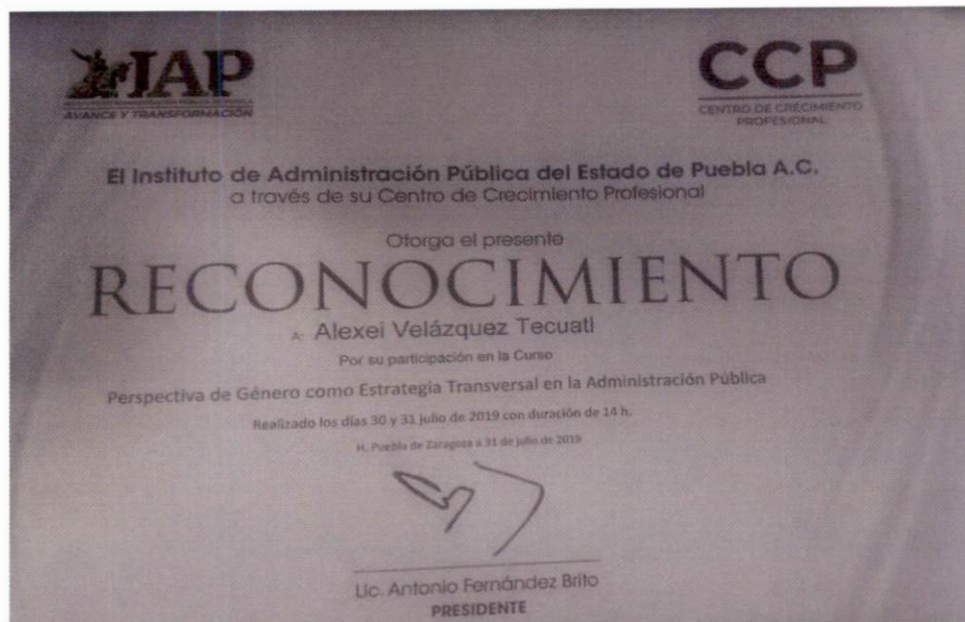 IAP
AVANCE Y TRANSFORMACIÓN
CCP
CENTRO DE CRECIMIENTO
PROFESIONAL
El Instituto de Administración Pública del Estado de Puebla A.C.
a través de su Centro de Crecimiento Profesional
Otorga el presente
RECONOCIMIENTO
A: Alexei Velázquez Tecuatl
Por su participación en la Curso
Perspectiva de Género como Estrategia Transversal en la Administración Pública
Realizado los días 30 y 31 julio de 2019 con duración de 14 h.
H. Puebla de Zaragoza a 31 de julio de 2019
Lic. Antonio Fernández Brito
PRESIDENTE